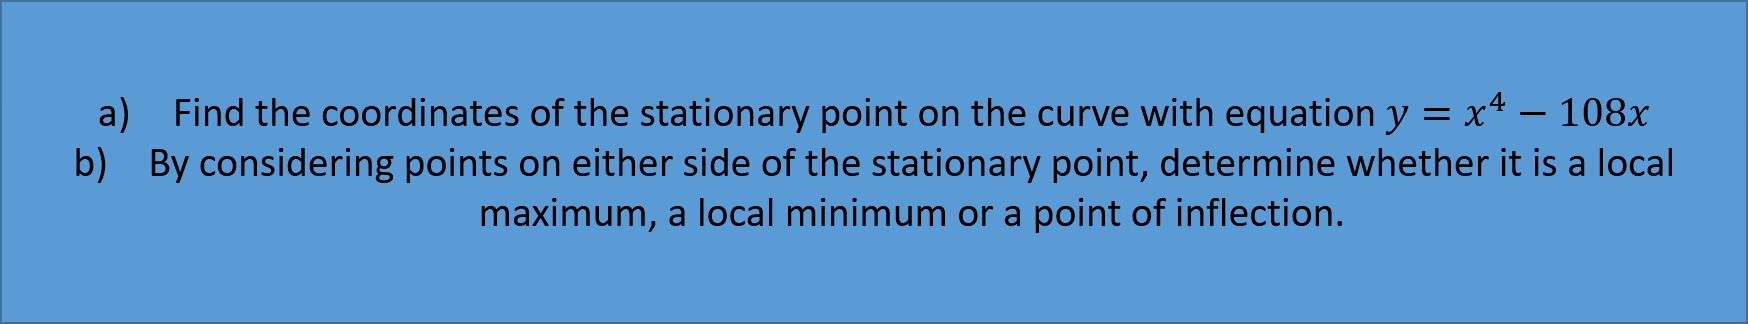 a) Find the coordinates of the stationary point on the curve with equation y = x⁴ − 108x
b) By considering points on either side of the stationary point, determine whether it is a local
maximum, a local minimum or a point of inflection.